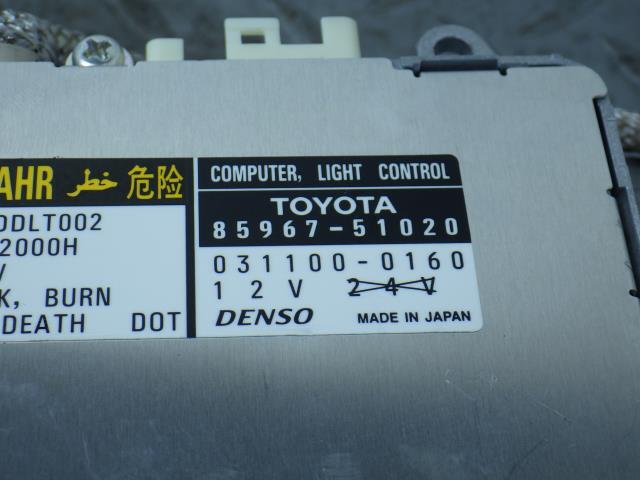 AHR خطر 危险
DDLT002
2000H
K, BURN
DEATH DOT
COMPUTER, LIGHT CONTROL
TOYOTA
85967-51020
031100-0160
12V 24V
DENSO MADE IN JAPAN